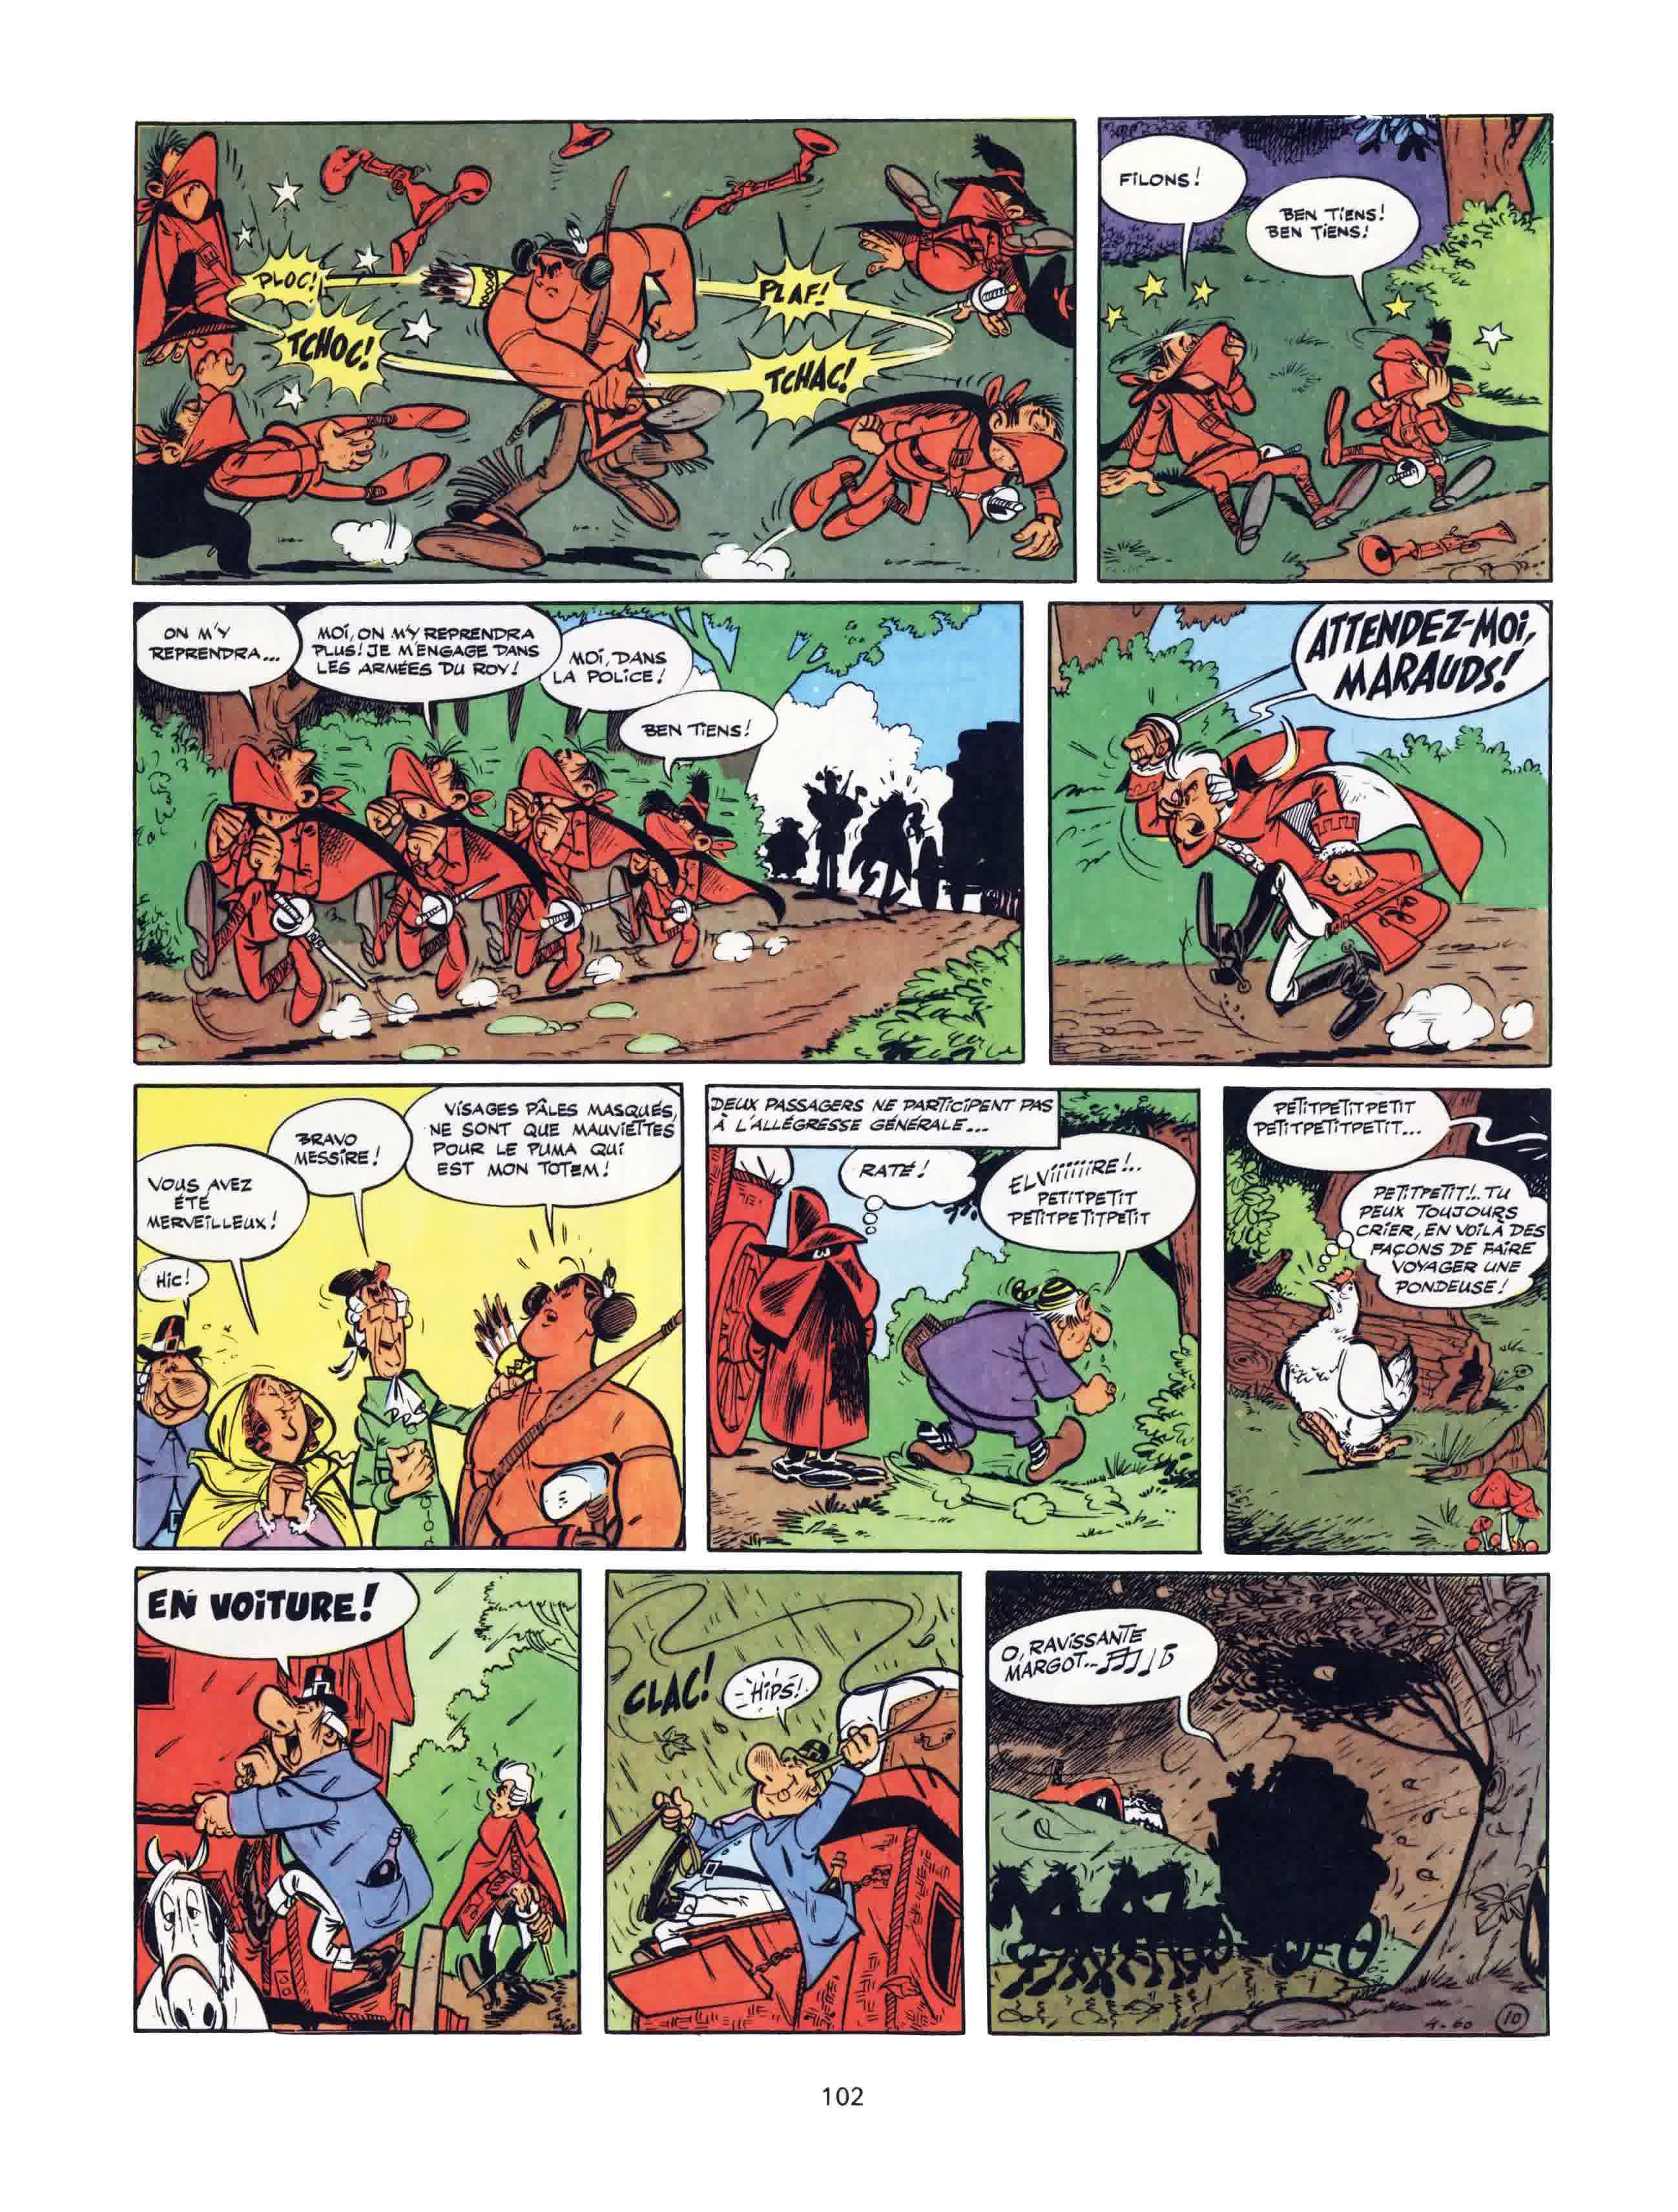 PLOC!
TCHOC!
PLAF!
TCHAC!
FILONS!
BEN TIENS!
BEN TIENS!
ON M'Y
REPRENDRA...
MOI, ON M'Y REPRENDRA
PLUS! JE M'ENGAGE DANS
LES ARMÉES DU ROY!
MOI, DANS
LA POLICE!
BEN TIENS!
ATTENDEZ-MOI,
MARAUDS!
HIC!
VOUS AVEZ
ÉTÉ
MERVEILLEUX!
BRAVO
MESSIRE!
VISAGES PÂLES MASQUÉS,
NE SONT QUE MAUVIETTES
POUR LE PUMA QUI
EST MON TOTEM!
DEUX PASSAGERS NE PARTICIPENT PAS
À L'ALLÉGRESSE GÉNÉRALE...
RATÉ!
ELVIIIIIIRE!..
PETITPETIT
PETITPETITPETIT
PETITPETITPETIT
PETITPETITPETIT...
PETITPETIT!.. TU
PEUX TOUJOURS
CRIER, EN VOILÀ DES
FAÇONS DE FAIRE
VOYAGER UNE
PONDEUSE!
EN VOITURE!
CLAC!
HIPS!
O, RAVISSANTE
MARGOT...
4-60
10
102